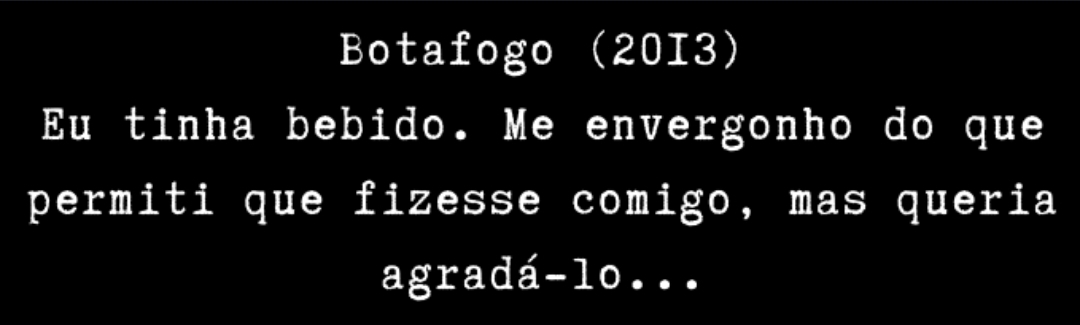 Botafogo (2013)
Eu tinha bebido. Me envergonho do que
permiti que fizesse comigo, mas queria
agradá-lo...